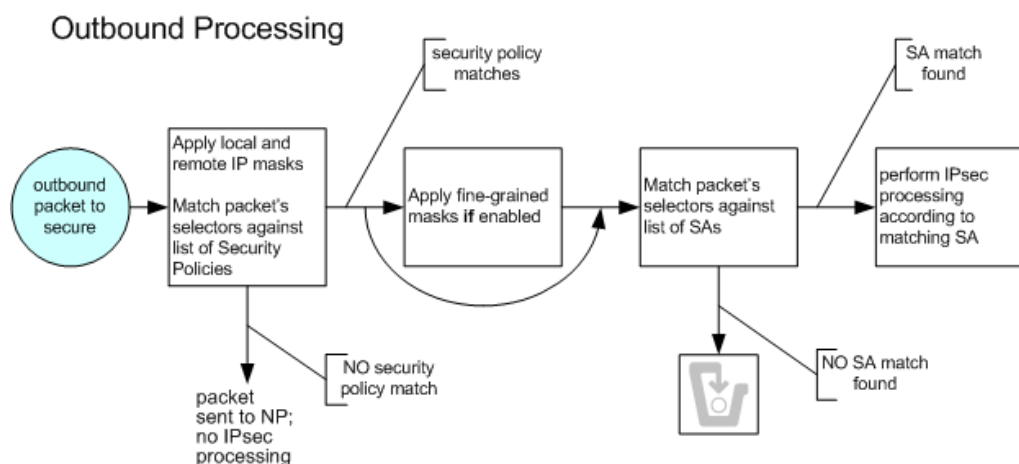 Outbound Processing
security policy
matches
SA match
found
outbound
packet to
secure
Apply local and
remote IP masks
Match packet's
selectors against
list of Security
Policies
Apply fine-grained
masks if enabled
Match packet's
selectors against
list of SAs
perform IPsec
processing
according to
matching SA
NO security
policy match
NO SA match
found
packet
sent to NP;
no IPsec
processing